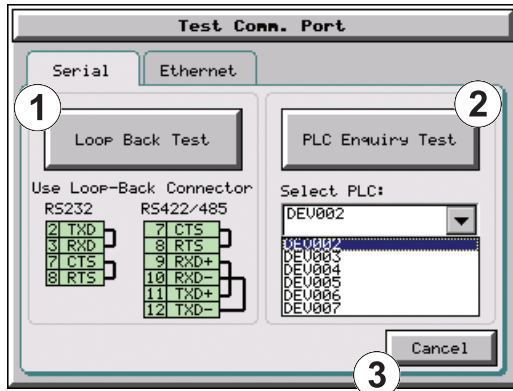 Test Comm. Port
Serial
Ethernet
1
2
Loop Back Test
PLC Enquiry Test
Use Loop-Back Connector
RS232
RS422/485
2 TXD
3 RXD
7 CTS
8 RTS
7 CTS
8 RTS
9 RXD+
10 RXD-
11 TXD+
12 TXD-
Select PLC:
DEV002
DEV002
DEV003
DEV004
DEV005
DEV006
DEV007
Cancel
3